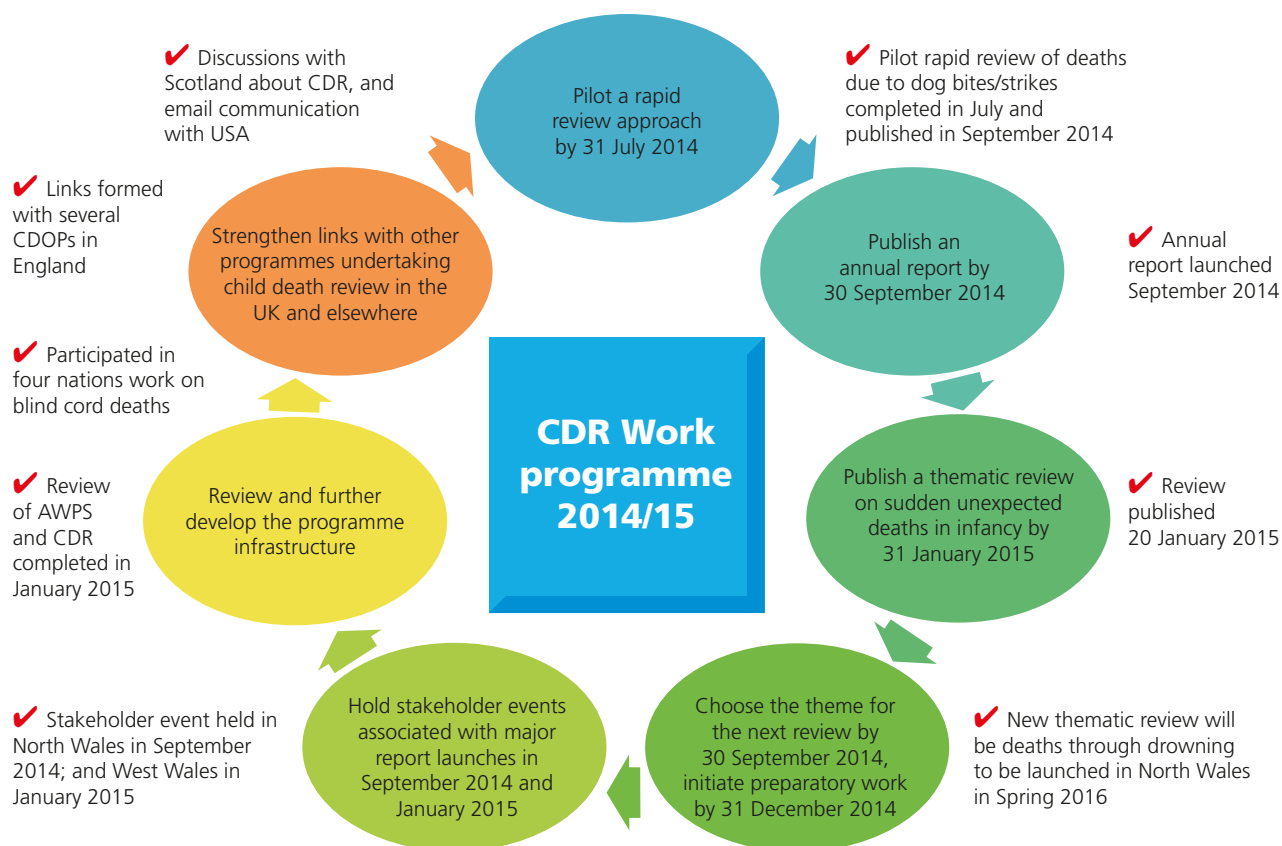 ✔ Discussions with
Scotland about CDR, and
email communication
with USA
Pilot a rapid
review approach
by 31 July 2014
✔ Pilot rapid review of deaths
due to dog bites/strikes
completed in July and
published in September 2014
✔ Links formed
with several
CDOPs in
England
Strengthen links with other
programmes undertaking
child death review in the
UK and elsewhere
Publish an
annual report by
30 September 2014
✔ Annual
report launched
September 2014
✔ Participated in
four nations work on
blind cord deaths
CDR Work
programme
2014/15
✔ Review
of AWPS
and CDR
completed in
January 2015
Review and further
develop the programme
infrastructure
Publish a thematic review
on sudden unexpected
deaths in infancy by
31 January 2015
✔ Review
published
20 January 2015
✔ Stakeholder event held in
North Wales in September
2014; and West Wales in
January 2015
Hold stakeholder events
associated with major
report launches in
September 2014 and
January 2015
Choose the theme for
the next review by
30 September 2014,
initiate preparatory work
by 31 December 2014
✔ New thematic review will
be deaths through drowning
to be launched in North Wales
in Spring 2016